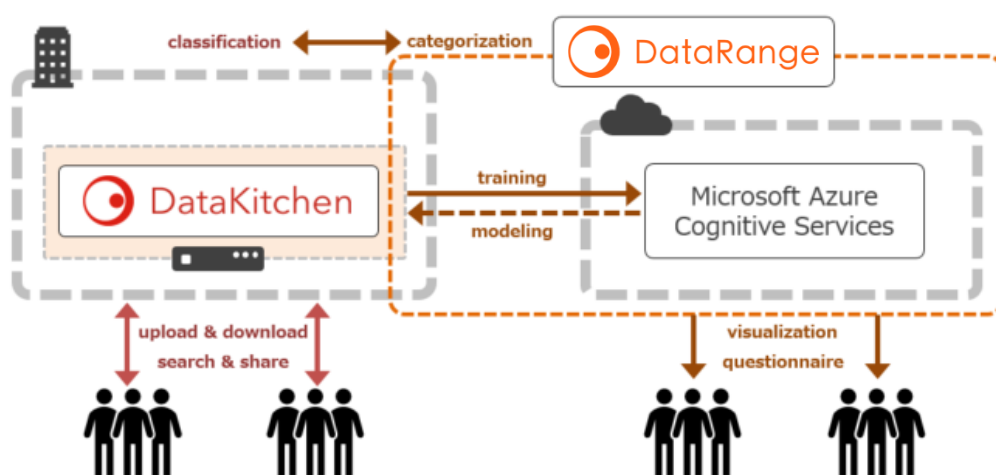 classification
categorization
DataRange
DataKitchen
training
modeling
Microsoft Azure
Cognitive Services
upload & download
search & share
visualization
questionnaire